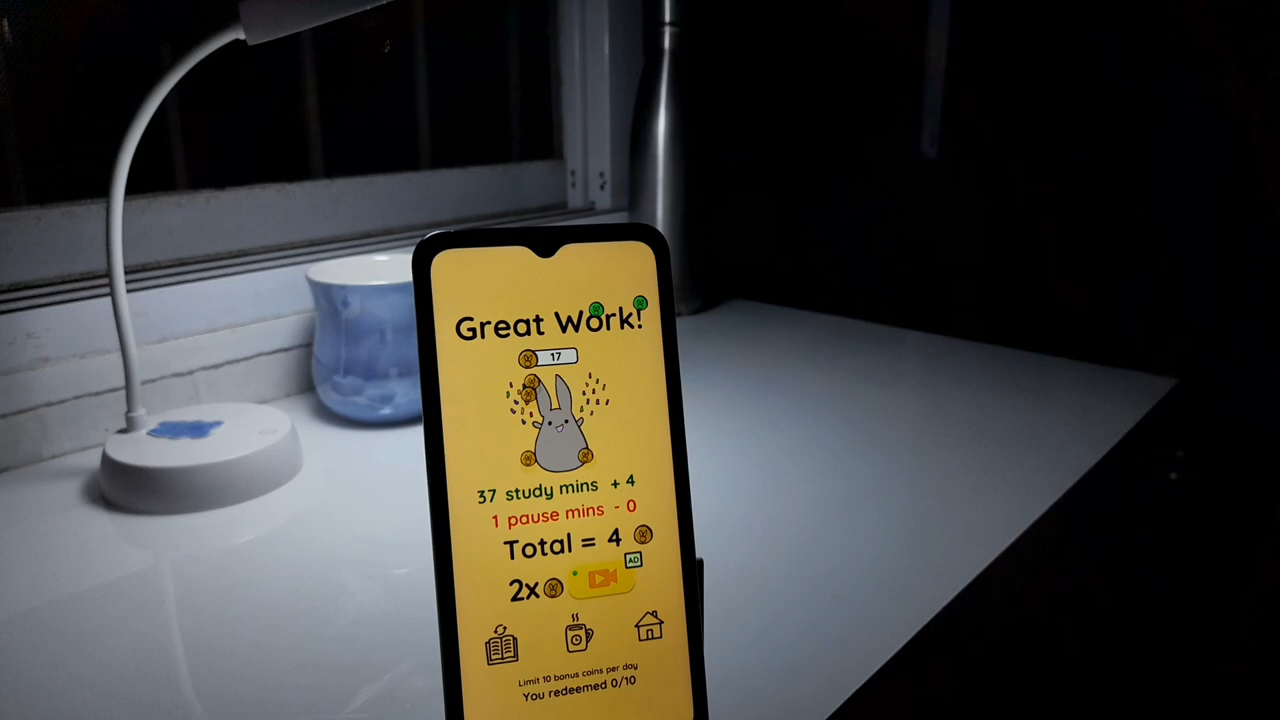 Great Work!
17
37 study mins + 4
1 pause mins - 0
Total = 4
AD
2x
Limit 10 bonus coins per day
You redeemed 0/10